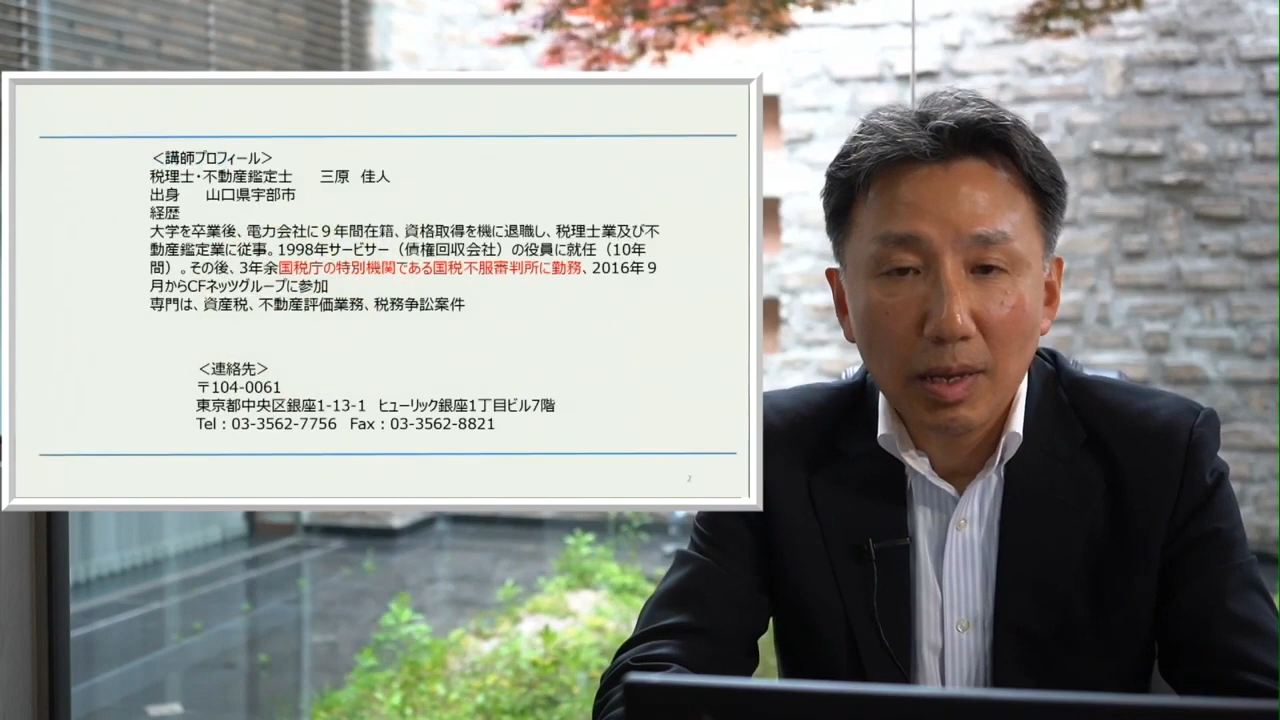 ＜講師プロフィール＞
税理士・不動産鑑定士　　三原　佳人
出身　　山口県宇部市
経歴
大学を卒業後、電力会社に９年間在籍、資格取得を機に退職し、税理士業及び不
動産鑑定業に従事。1998年サービサー（債権回収会社）の役員に就任（10年
間）。その後、3年余国税庁の特別機関である国税不服審判所に勤務、2016年９
月からCFネッツグループに参加
専門は、資産税、不動産評価業務、税務争訟案件
＜連絡先＞
〒104-0061
東京都中央区銀座1-13-1　ヒューリック銀座1丁目ビル7階
Tel：03-3562-7756　Fax：03-3562-8821
2